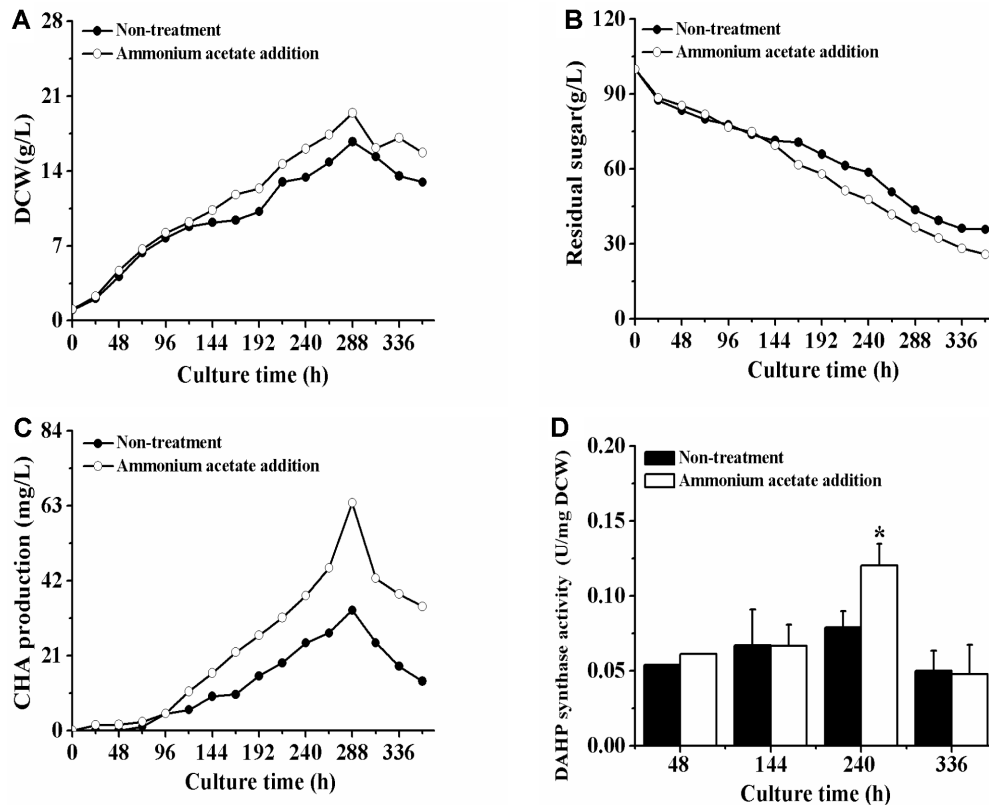 A
Non-treatment
Ammonium acetate addition
DCW(g/L)
28
21
14
7
0
0 48 96 144 192 240 288 336
Culture time (h)
B
Non-treatment
Ammonium acetate addition
Residual sugar(g/L)
120
90
60
30
0
0 48 96 144 192 240 288 336
Culture time (h)
C
Non-treatment
Ammonium acetate addition
CHA production (mg/L)
84
63
42
21
0
0 48 96 144 192 240 288 336
Culture time (h)
D
Non-treatment
Ammonium acetate addition
DAHP synthase activity (U/mg DCW)
0.20
0.15
0.10
0.05
0.00
*
48 144 240 336
Culture time (h)